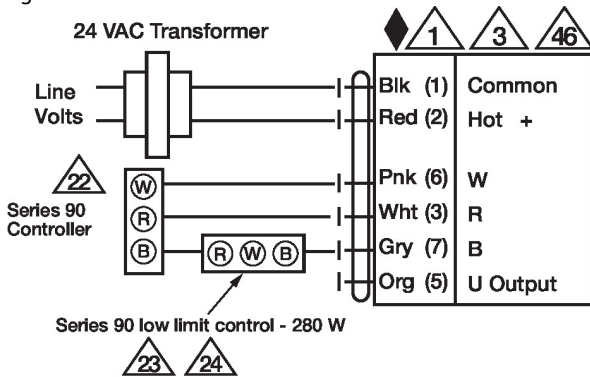 24 VAC Transformer
1 3 46
Line
Volts
Blk (1) Common
Red (2) Hot +
22
Series 90
Controller
W
R
B
Pnk (6) W
Wht (3) R
Gry (7) B
Org (5) U Output
R W B
Series 90 low limit control - 280 W
23 24